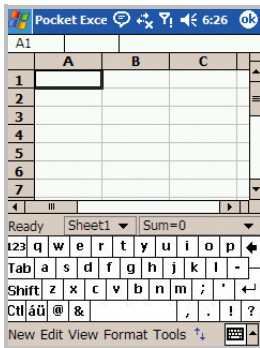 Pocket Exce 6:26 ok
A1
A B C
1
2
3
4
5
6
7
Ready Sheet1 Sum=0
123 q w e r t y u i o p
Tab a s d f g h j k l -
Shift z x c v b n m ; '
Ctl áü @ & , . ! ?
New Edit View Format Tools